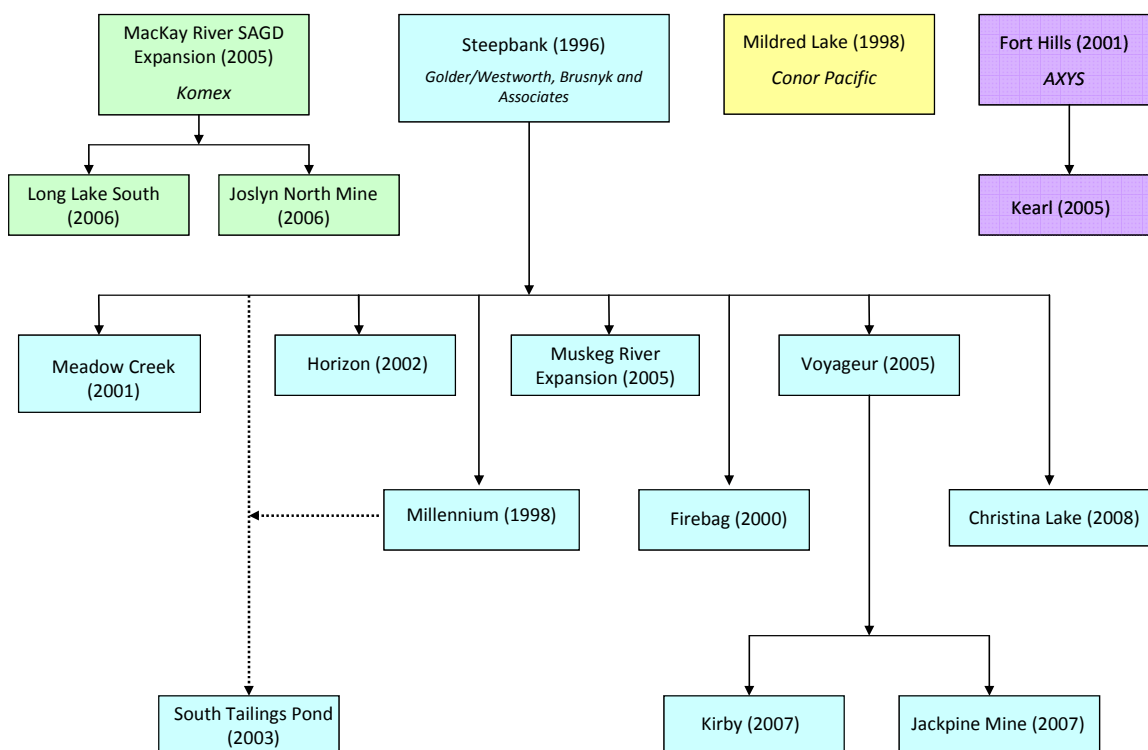 MacKay River SAGD
Expansion (2005)
Komex
Steepbank (1996)
Golder/Westworth, Brusnyk and
Associates
Mildred Lake (1998)
Conor Pacific
Fort Hills (2001)
AXYS
Long Lake South
(2006)
Joslyn North Mine
(2006)
Kearl (2005)
Meadow Creek
(2001)
Horizon (2002)
Muskeg River
Expansion (2005)
Voyageur (2005)
Millennium (1998)
Firebag (2000)
Christina Lake (2008)
South Tailings Pond
(2003)
Kirby (2007)
Jackpine Mine (2007)